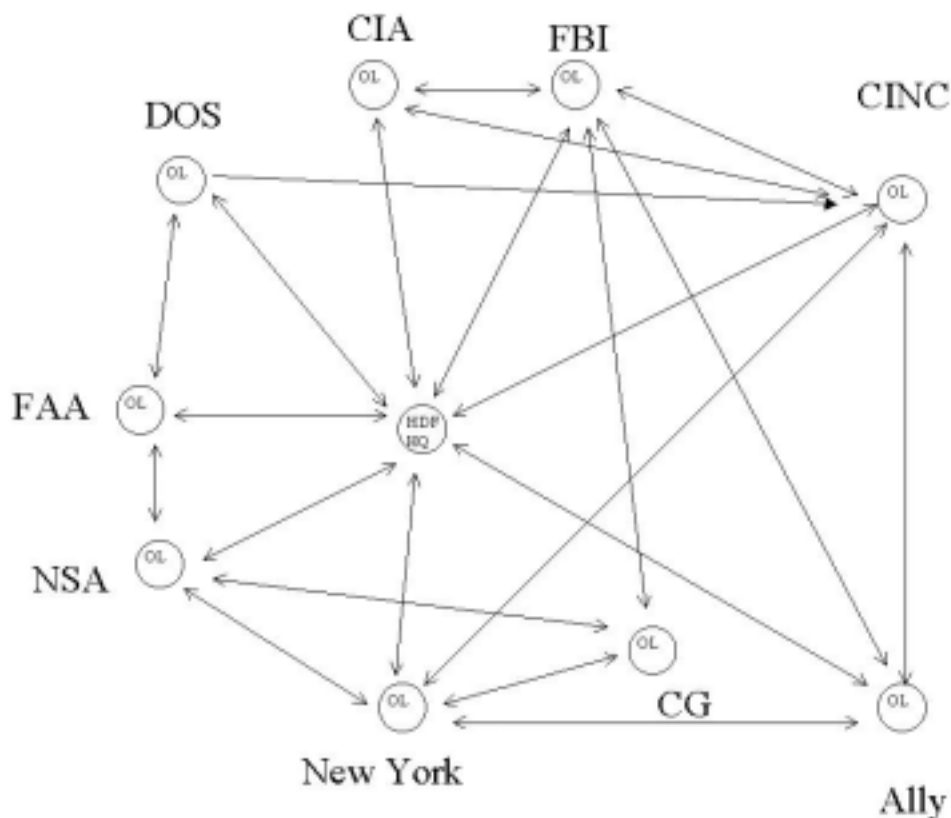 CIA
FBI
CINC
DOS
OL
OL
OL
OL
FAA
OL
HDF
HQ
NSA
OL
OL
CG
OL
OL
New York
Ally